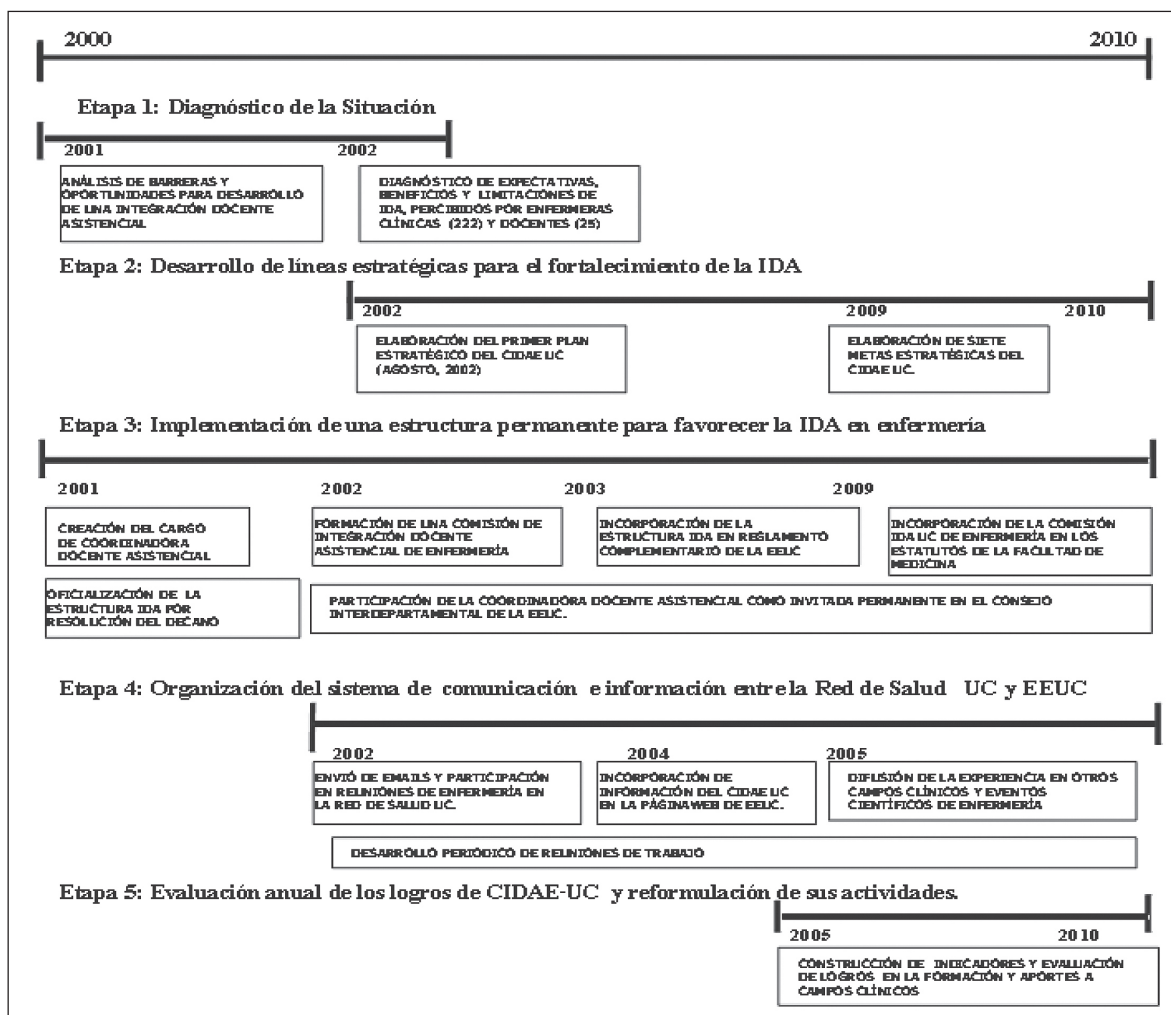 2000 2010
Etapa 1: Diagnóstico de la Situación
2001 2002
ANÁLISIS DE BARRERAS Y
OPORTUNIDADES PARA DESARROLLO
DE UNA INTEGRACIÓN DOCENTE
ASISTENCIAL
DIAGNÓSTICO DE EXPECTATIVAS,
BENEFICIOS Y LIMITACIONES DE
IDA, PERCIBIDOS POR ENFERMERAS
CLÍNICAS (222) Y DOCENTES (25)
Etapa 2: Desarrollo de líneas estratégicas para el fortalecimiento de la IDA
2002 2009 2010
ELABORACIÓN DEL PRIMER PLAN
ESTRATÉGICO DEL CIDAE UC
(AGOSTO, 2002)
ELABORACIÓN DE SIETE
METAS ESTRATÉGICAS DEL
CIDAE UC.
Etapa 3: Implementación de una estructura permanente para favorecer la IDA en enfermería
2001 2002 2003 2009
CREACIÓN DEL CARGO
DE COORDINADORA
DOCENTE ASISTENCIAL
FORMACIÓN DE UNA COMISIÓN DE
INTEGRACIÓN DOCENTE
ASISTENCIAL DE ENFERMERÍA
INCORPORACIÓN DE LA
ESTRUCTURA IDA EN REGLAMENTO
COMPLEMENTARIO DE LA EEUC
INCORPORACIÓN DE LA COMISIÓN
IDA UC DE ENFERMERÍA EN LOS
ESTATUTOS DE LA FACULTAD DE
MEDICINA
OFICIALIZACIÓN DE LA
ESTRUCTURA IDA POR
RESOLUCIÓN DEL DECANO
PARTICIPACIÓN DE LA COORDINADORA DOCENTE ASISTENCIAL COMO INVITADA PERMANENTE EN EL CONSEJO
INTERDEPARTAMENTAL DE LA EEUC.
Etapa 4: Organización del sistema de comunicación e información entre la Red de Salud UC y EEUC
2002 2004 2005
ENVIÓ DE EMAILS Y PARTICIPACIÓN
EN REUNIONES DE ENFERMERÍA EN
LA RED DE SALUD UC.
INCORPORACIÓN DE
INFORMACIÓN DEL CIDAE UC
EN LA PÁGINA WEB DE EEUC.
DIFUSIÓN DE LA EXPERIENCIA EN OTROS
CAMPOS CLÍNICOS Y EVENTOS
CIENTÍFICOS DE ENFERMERÍA
DESARROLLO PERIÓDICO DE REUNIONES DE TRABAJO
Etapa 5: Evaluación anual de los logros de CIDAE-UC y reformulación de sus actividades.
2005 2010
CONSTRUCCIÓN DE INDICADORES Y EVALUACIÓN
DE LOGROS EN LA FORMACIÓN Y APORTES A
CAMPOS CLÍNICOS